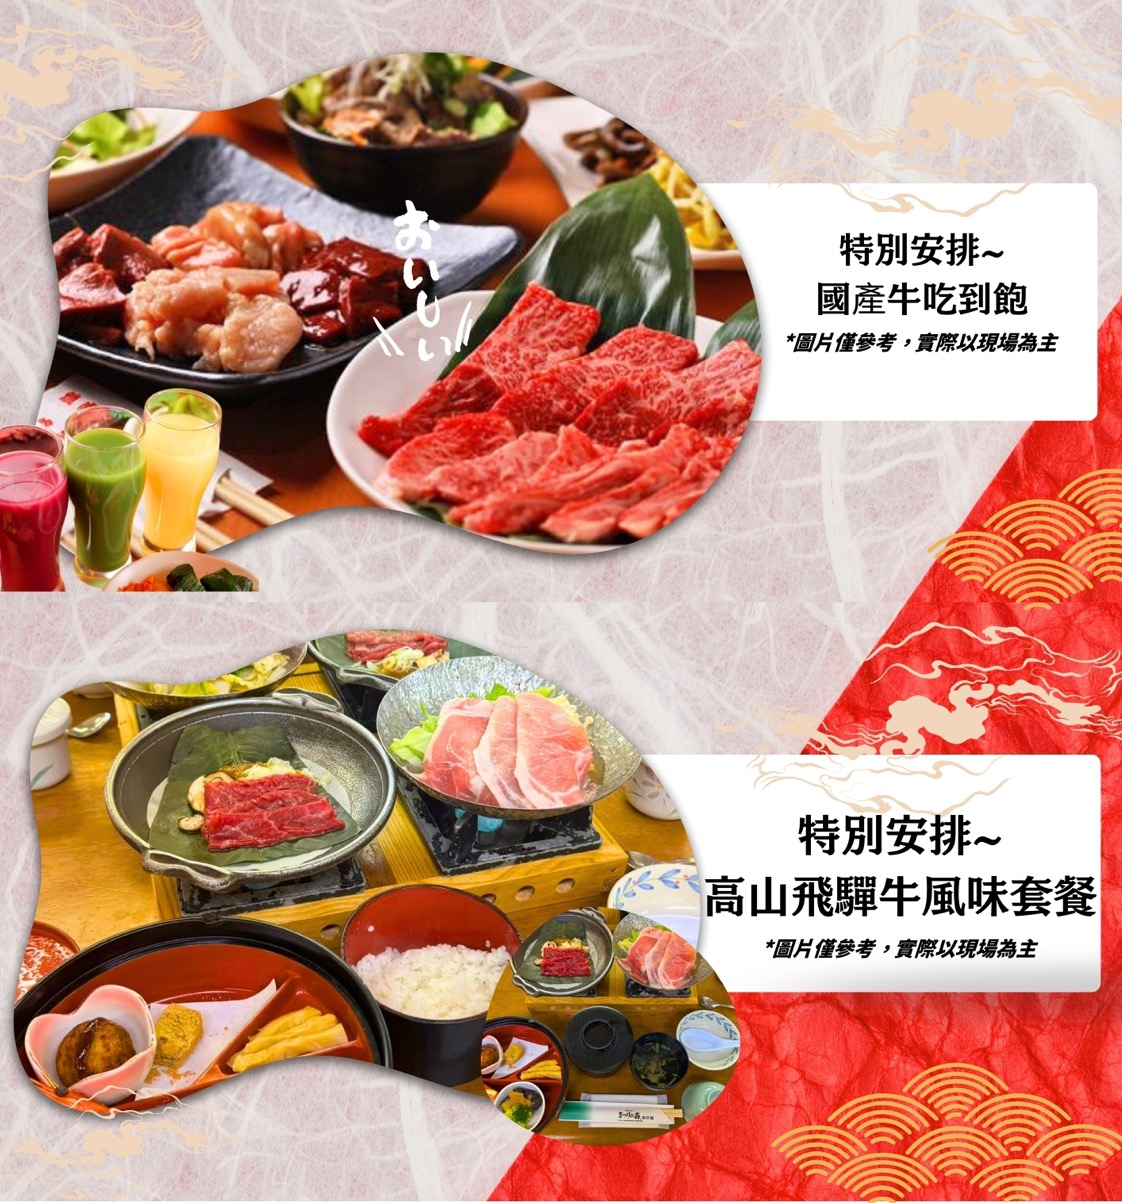 おいしい
特別安排~
國產牛吃到飽
*圖片僅參考，實際以現場為主
特別安排~
高山飛驒牛風味套餐
*圖片僅參考，實際以現場為主